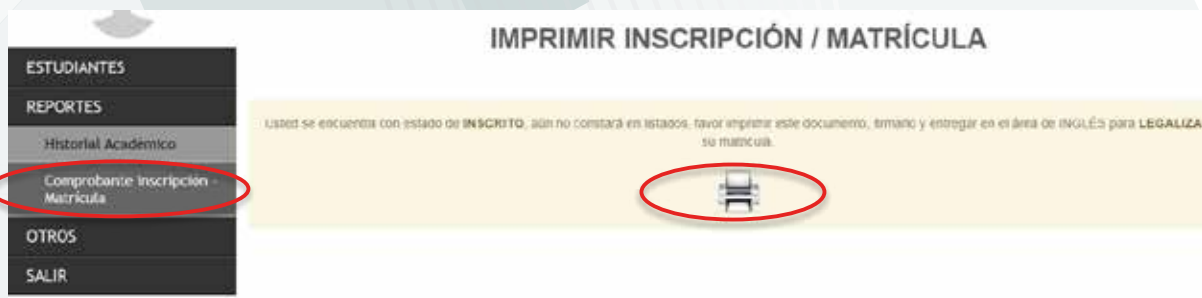 IMPRIMIR INSCRIPCIÓN / MATRÍCULA
ESTUDIANTES
REPORTES
Historial Académico
Comprobante Inscripción -
Matrícula
OTROS
SALIR
Usted se encuentra con estado de INSCRITO, aún no constará en listados, favor imprimir este documento, firmarlo y entregar en el área de INGLÉS para LEGALIZA
su matrícula.